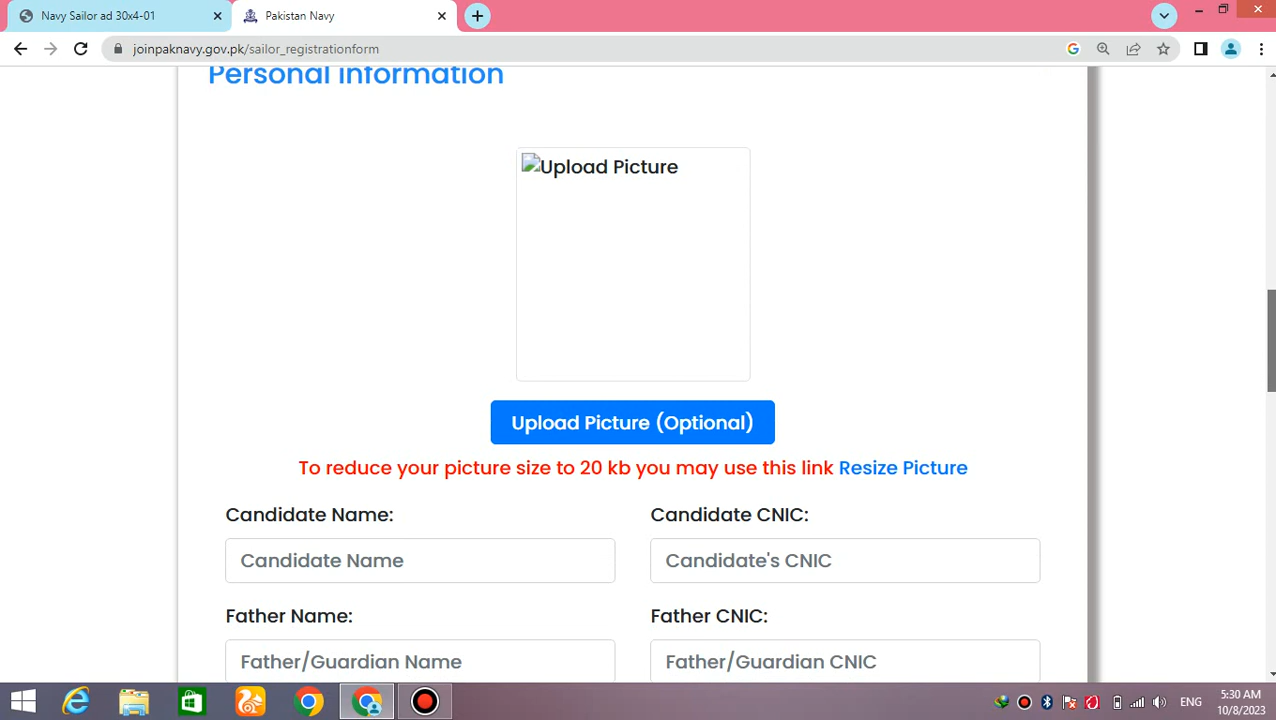 Navy Sailor ad 30x4-01
Pakistan Navy
joinpaknavy.gov.pk/sailor_registrationform
Personal information
Upload Picture
Upload Picture (Optional)
To reduce your picture size to 20 kb you may use this link Resize Picture
Candidate Name:
Candidate CNIC:
Candidate Name
Candidate's CNIC
Father Name:
Father CNIC:
Father/Guardian Name
Father/Guardian CNIC
ENG
5:30 AM
10/8/2023